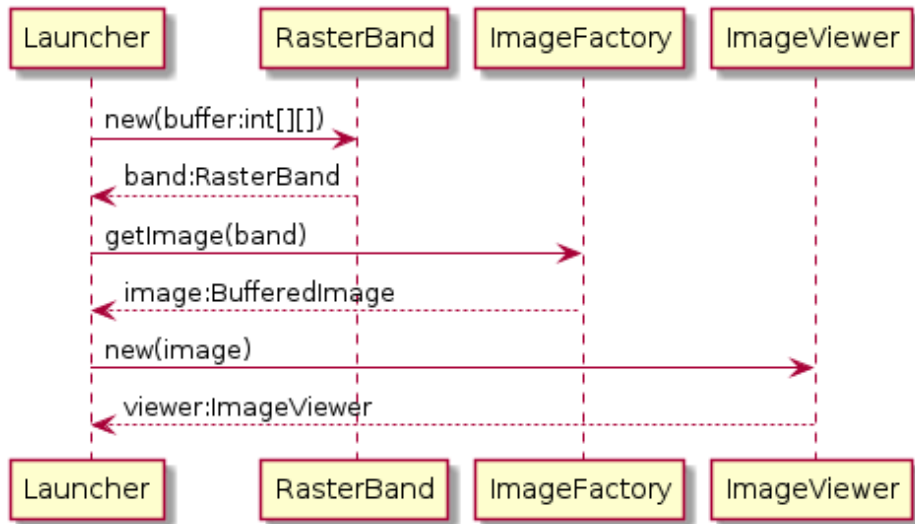 Launcher RasterBand ImageFactory ImageViewer
new(buffer:int[][])
band:RasterBand
getImage(band)
image:BufferedImage
new(image)
viewer:ImageViewer
Launcher RasterBand ImageFactory ImageViewer